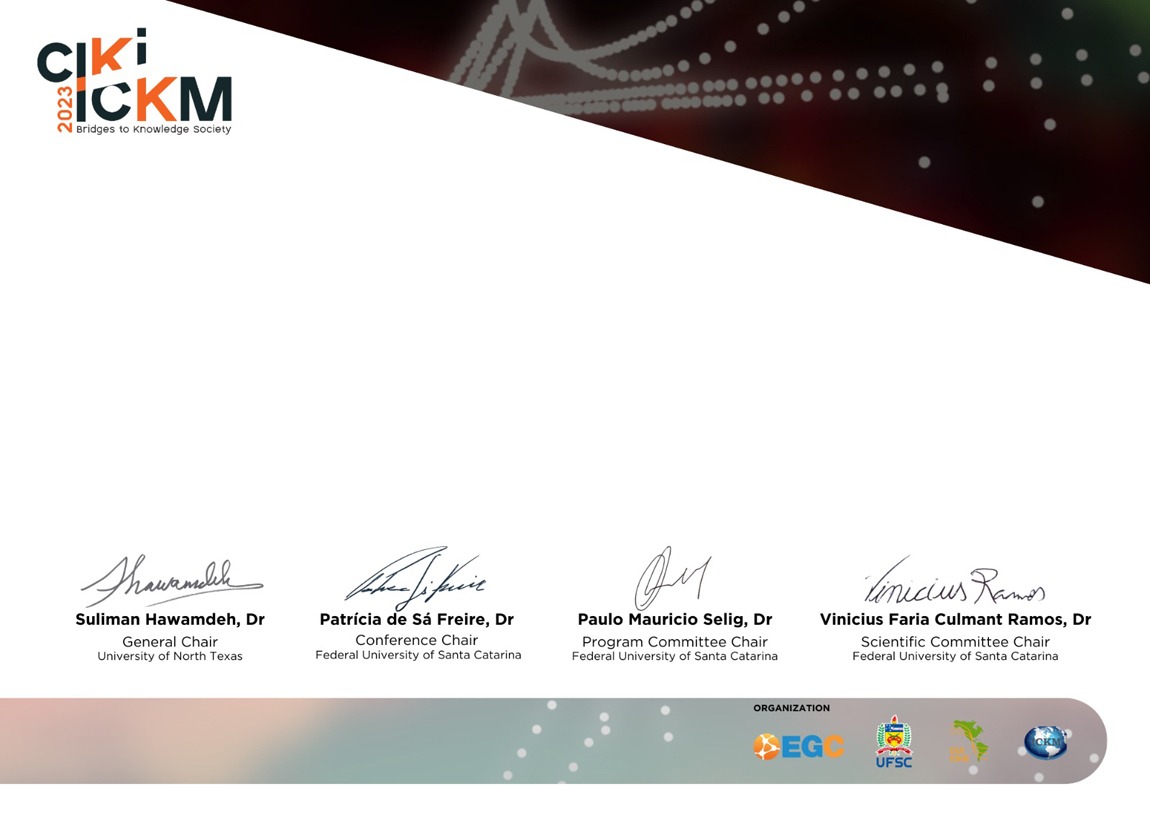 CIKi
2023
ICKM
Bridges to Knowledge Society
Suliman Hawamdeh, Dr
General Chair
University of North Texas
Patrícia de Sá Freire, Dr
Conference Chair
Federal University of Santa Catarina
Paulo Mauricio Selig, Dr
Program Committee Chair
Federal University of Santa Catarina
Vinicius Ramos
Vinicius Faria Culmant Ramos, Dr
Scientific Committee Chair
Federal University of Santa Catarina
ORGANIZATION
EGC
UFSC
ICKM